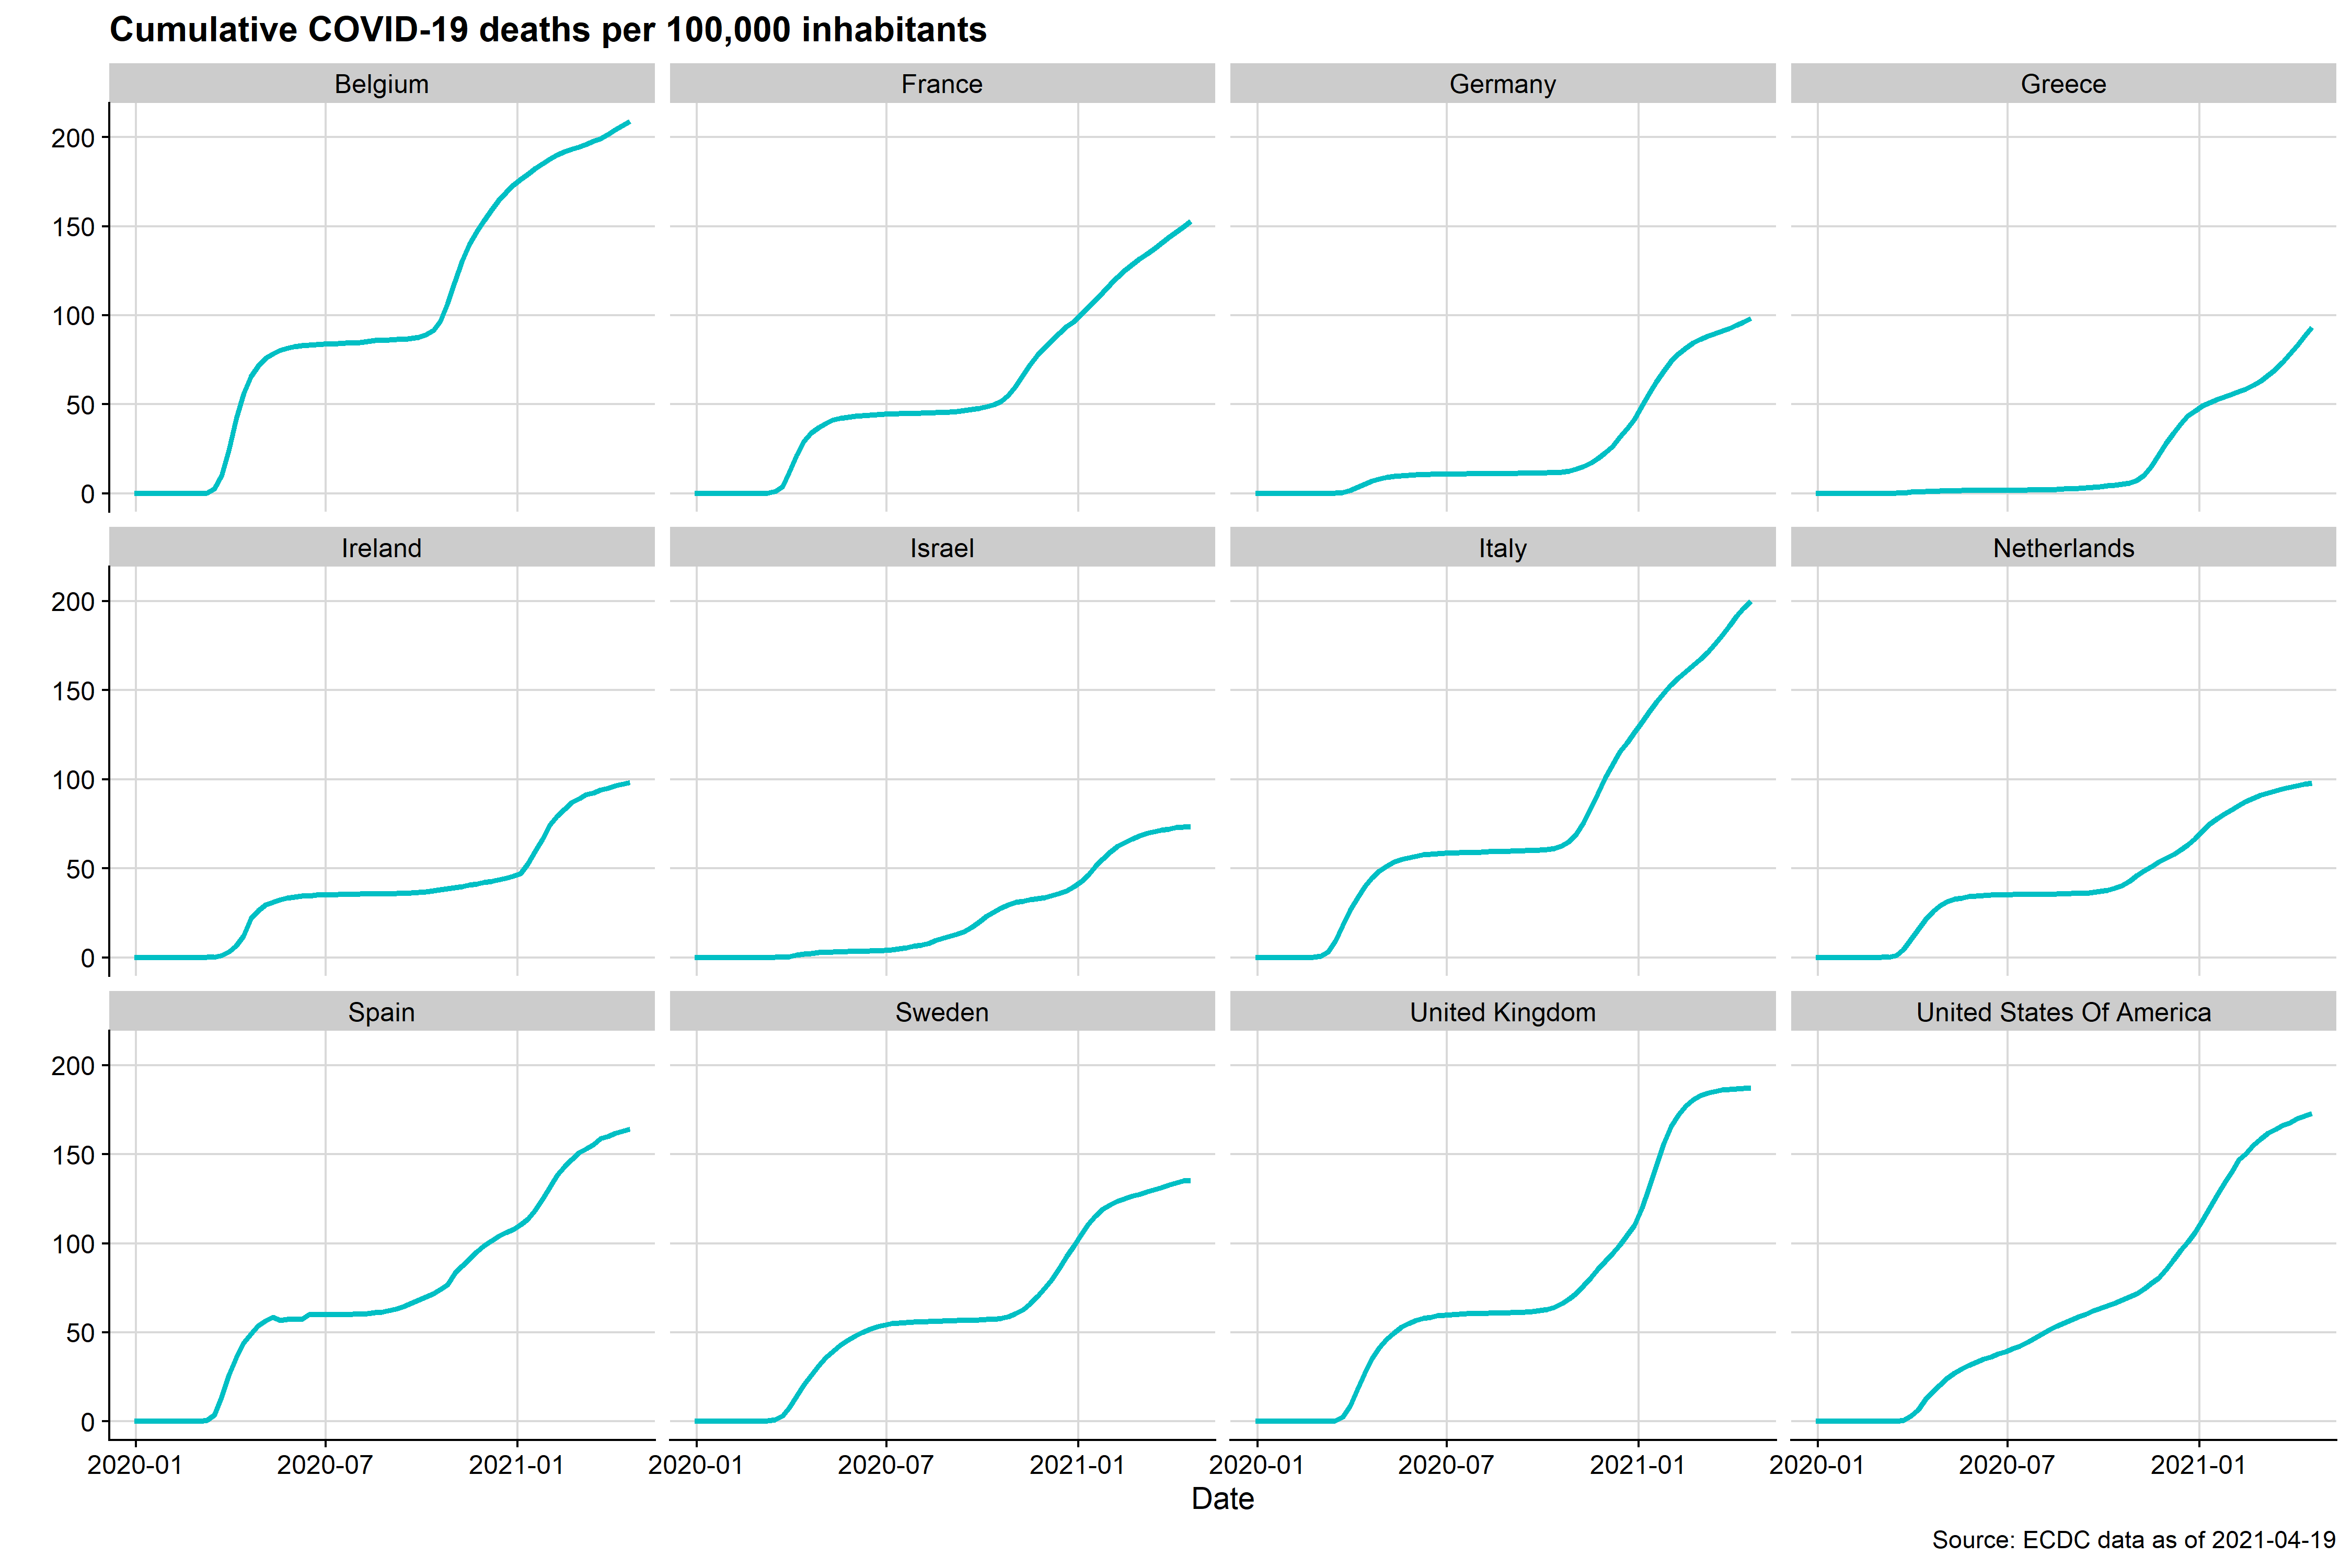 Cumulative COVID-19 deaths per 100,000 inhabitants
Belgium France Germany Greece
200
150
100
50
0
Ireland Israel Italy Netherlands
200
150
100
50
0
Spain Sweden United Kingdom United States Of America
200
150
100
50
0
2020-01 2020-07 2021-01 2020-01 2020-07 2021-01 2020-01 2020-07 2021-01 2020-01 2020-07 2021-01
Date
Source: ECDC data as of 2021-04-19